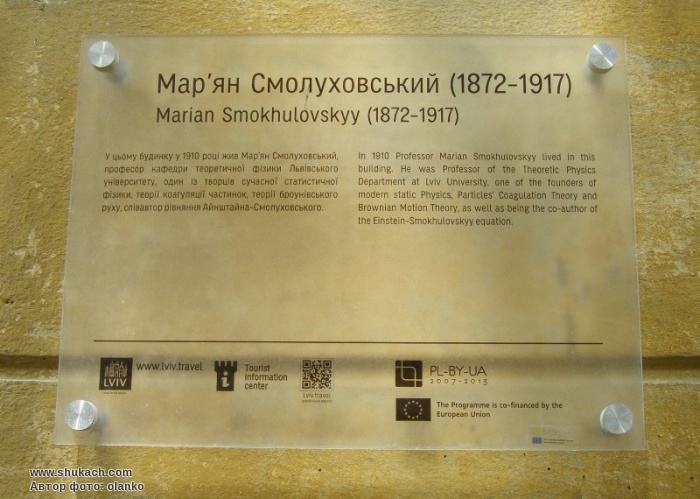 Мар'ян Смолуховський (1872-1917)
Marian Smokhulovskyy (1872-1917)
У цьому будинку у 1910 році жив Мар'ян Смолуховський,
професор кафедри теоретичної фізики Львівського
університету, один із творців сучасної статистичної
фізики, теорії коагуляції частинок, теорії броунівського
руху, співавтор рівняння Айнштайна-Смолуховського.
In 1910 Professor Marian Smokhulovskyy lived in this
building. He was Professor of the Theoretic Physics
Department at Lviv University, one of the founders of
modern static Physics, Particles' Coagulation Theory and
Brownian Motion Theory, as well as being the co-author of
the Einstein-Smokhulovskyy equation.
LVIV
www.lviv.travel
Tourist
information
center
Lviv.travel
PL-BY-UA
2007-2013
The Programme is co-financed by the
European Union
www.shukach.com
Автор фото: olanko